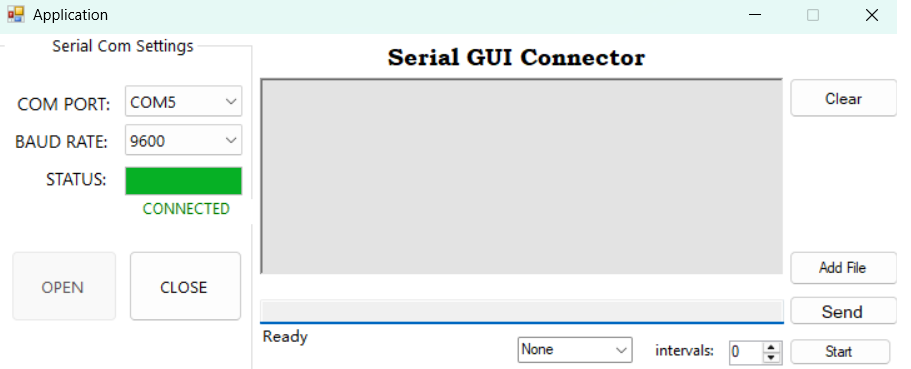 Application
Serial Com Settings
Serial GUI Connector
COM PORT: COM5
BAUD RATE: 9600
STATUS:
CONNECTED
OPEN CLOSE
Clear
Add File
Send
Ready
None intervals: 0 Start